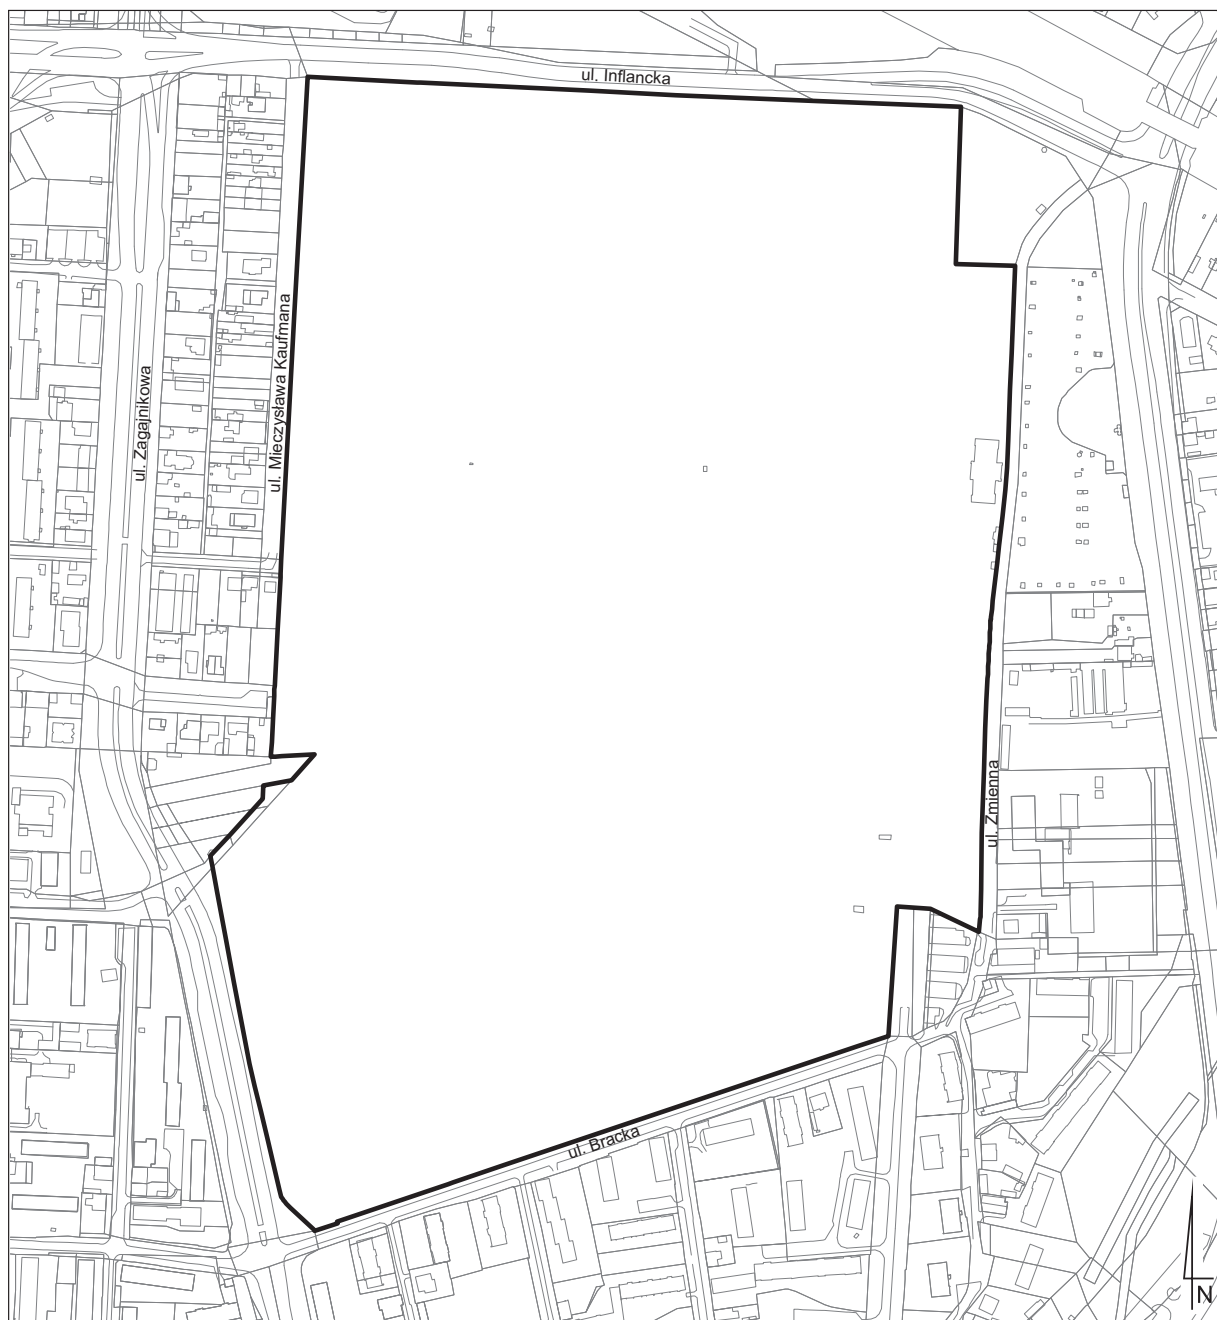 ul. Inflancka
ul. Zagajnikowa
ul. Mieczysława Kaufmana
ul. Zmienna
ul. Bracka
N